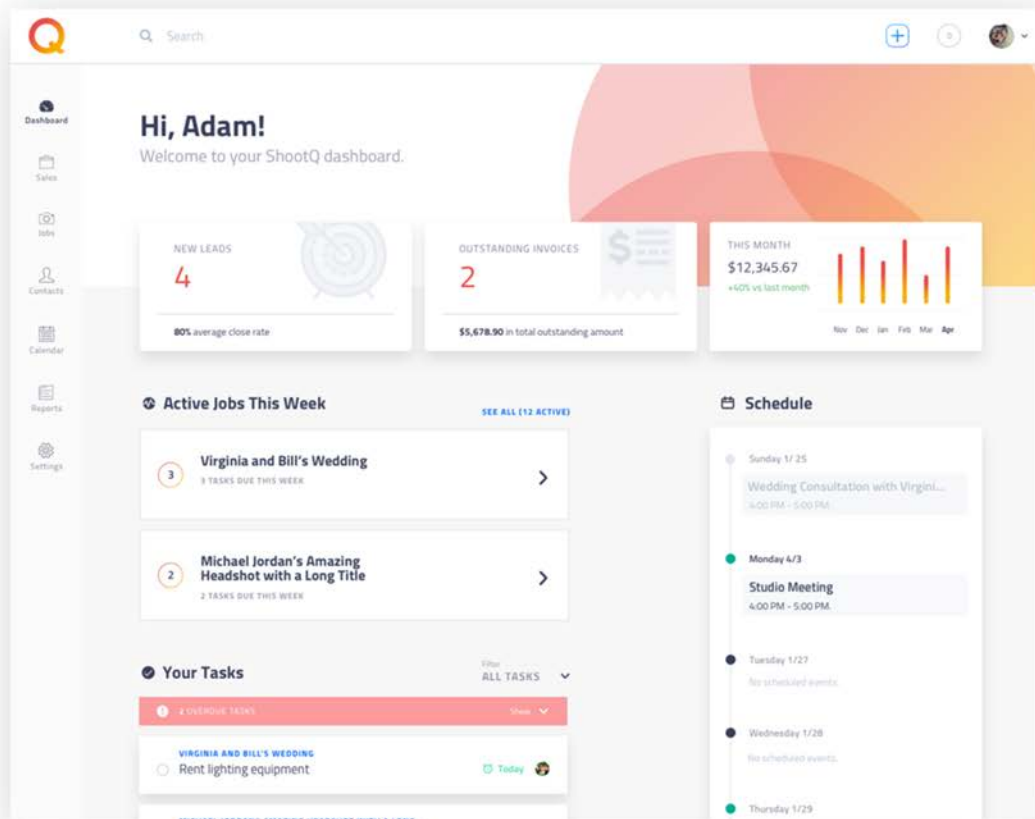 Search
Dashboard
Sales
Jobs
Contacts
Calendar
Reports
Settings
Hi, Adam!
Welcome to your ShootQ dashboard.
NEW LEADS
4
80% average close rate
OUTSTANDING INVOICES
2
$5,678.90 in total outstanding amount
THIS MONTH
$12,345.67
+40% vs last month
Nov Dec Jan Feb Mar Apr
Active Jobs This Week
SEE ALL (12 ACTIVE)
3
Virginia and Bill's Wedding
3 TASKS DUE THIS WEEK
2
Michael Jordan's Amazing
Headshot with a Long Title
2 TASKS DUE THIS WEEK
Your Tasks
Filter
ALL TASKS
OVERDUE TASKS
Show
VIRGINIA AND BILL'S WEDDING
Rent lighting equipment
Today
Schedule
Sunday 1/ 25
Wedding Consultation with Virgini...
4:00 PM - 5:00 PM.
Monday 4/3
Studio Meeting
4:00 PM - 5:00 PM.
Tuesday 1/27
No scheduled events.
Wednesday 1/28
No scheduled events.
Thursday 1/29